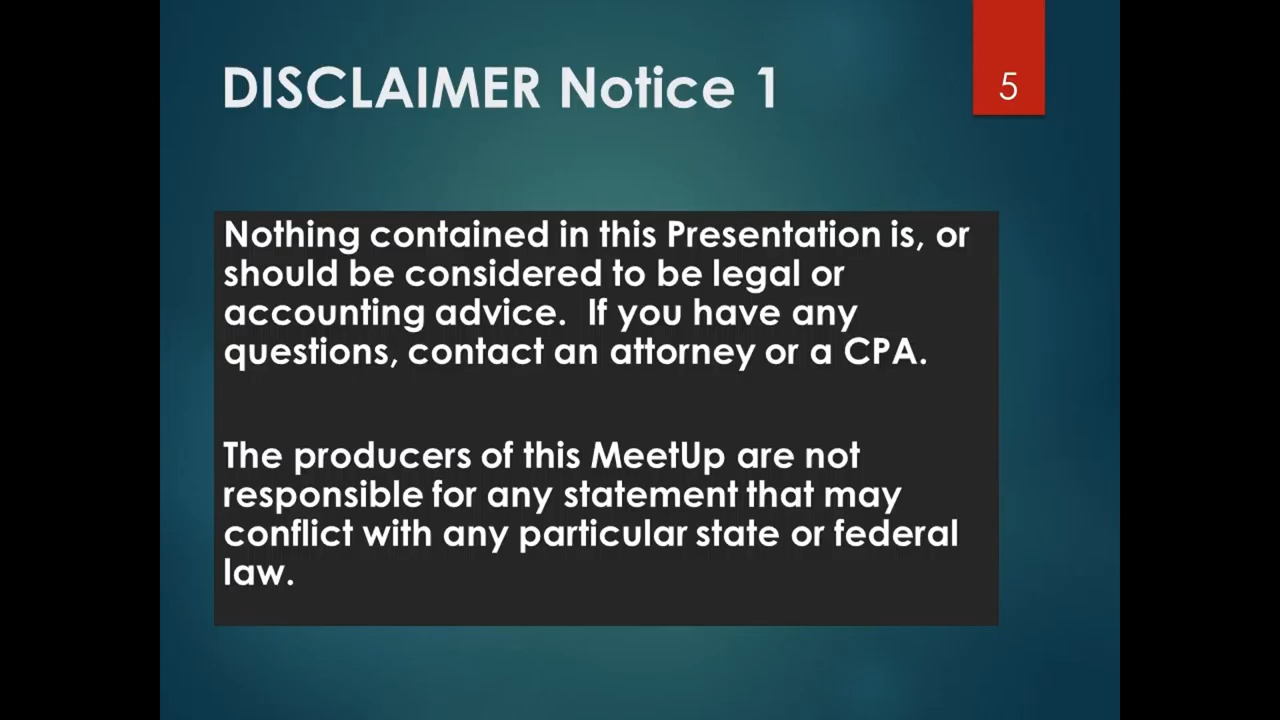 DISCLAIMER Notice 1
5
Nothing contained in this Presentation is, or
should be considered to be legal or
accounting advice.  If you have any
questions, contact an attorney or a CPA.
The producers of this MeetUp are not
responsible for any statement that may
conflict with any particular state or federal
law.